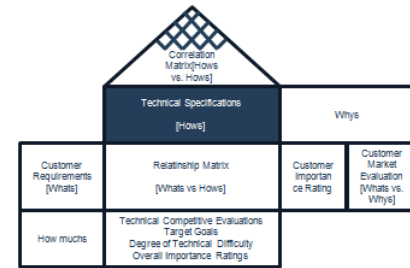 Correlation
Matrix[Hows
vs. Hows]
Technical Specifications
[Hows]
Whys
Customer
Requirements
[Whats]
Relatinship Matrix
[Whats vs Hows]
Customer
Importan
ce Rating
Customer
Market
Evaluation
[Whats vs.
Whys]
How muchs
Technical Competitive Evaluations
Target Goals
Degree of Technical Difficulty
Overall Importance Ratings